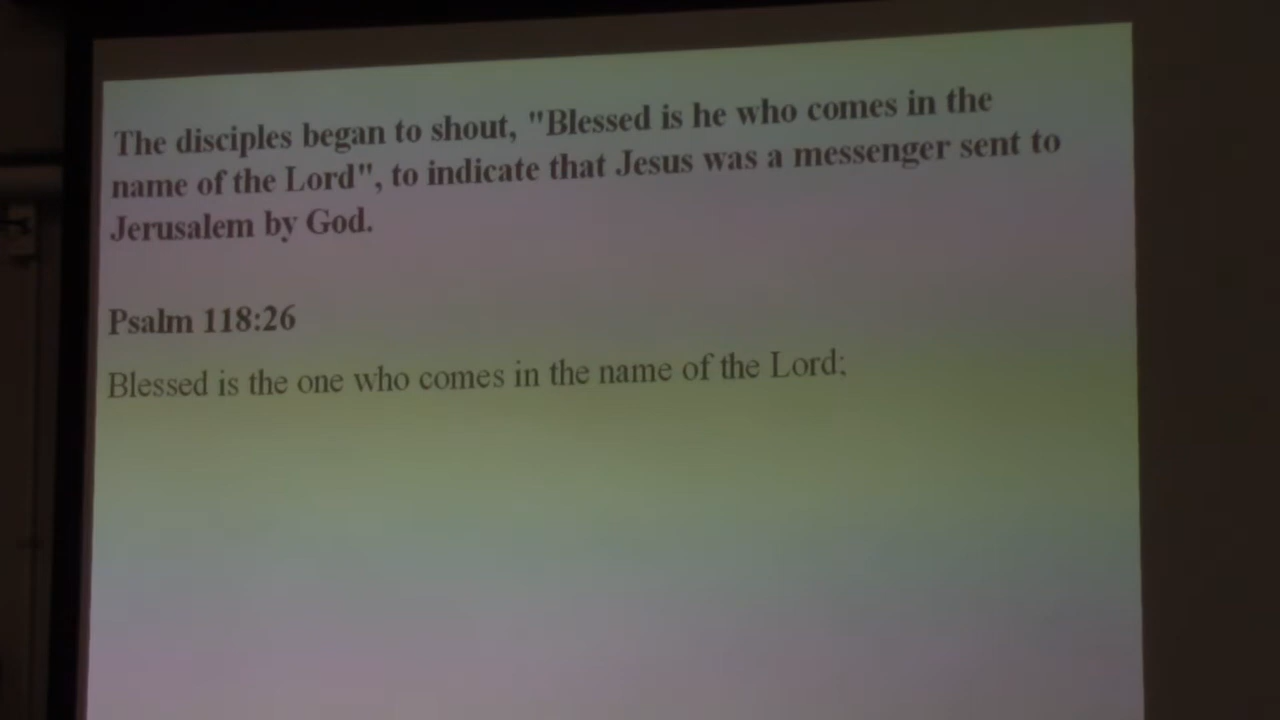 The disciples began to shout, "Blessed is he who comes in the
name of the Lord", to indicate that Jesus was a messenger sent to
Jerusalem by God.
Psalm 118:26
Blessed is the one who comes in the name of the Lord;